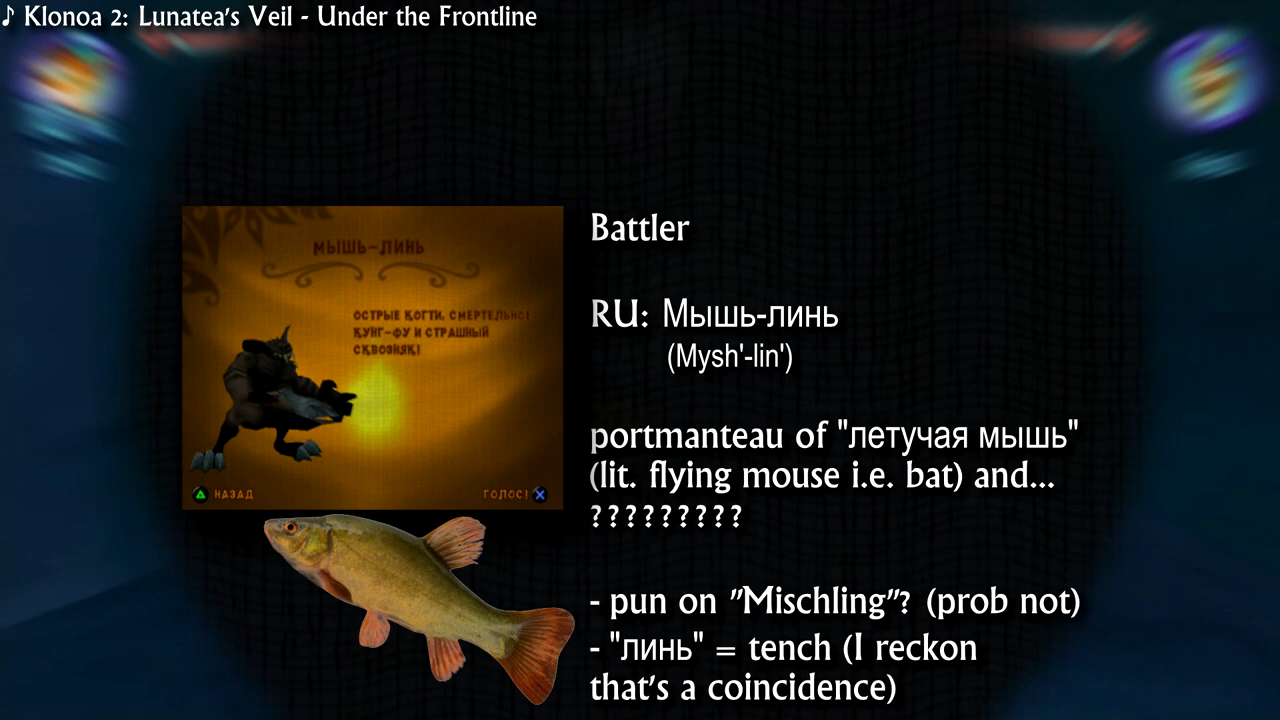 ♪ Klonoa 2: Lunatea's Veil - Under the Frontline
МЫШЬ-ЛИНЬ
ОСТРЫЕ КОГТИ, СМЕРТЕЛЬНОЕ
КУНГ-ФУ И СТРАШНЫЙ
СКВОЗНЯК!
НАЗАД
ГОЛОС!
Battler
RU: Мышь-линь
(Mysh'-lin')
portmanteau of "летучая мышь"
(lit. flying mouse i.e. bat) and...
?????????
- pun on "Mischling"? (prob not)
- "линь" = tench (I reckon
that's a coincidence)